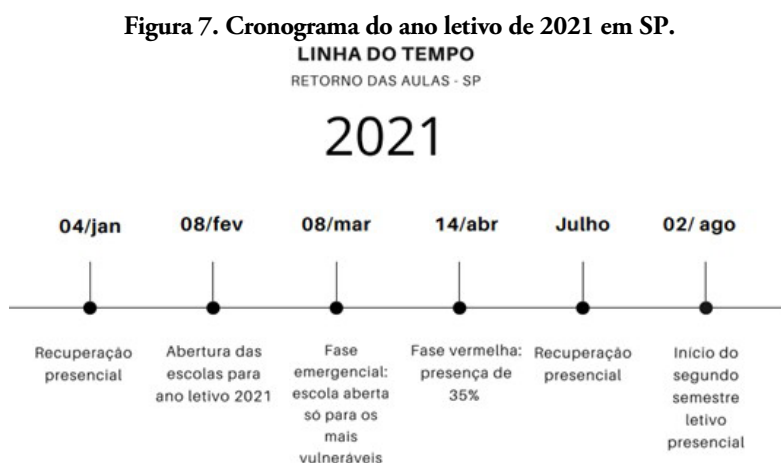 Figura 7. Cronograma do ano letivo de 2021 em SP.
LINHA DO TEMPO
RETORNO DAS AULAS - SP
2021
04/jan
08/fev
08/mar
14/abr
Julho
02/ ago
Recuperação
presencial
Abertura das
escolas para
ano letivo 2021
Fase
emergencial:
escola aberta
só para os
mais
vulneráveis
Fase vermelha:
presença de
35%
Recuperação
presencial
Início do
segundo
semestre
letivo
presencial